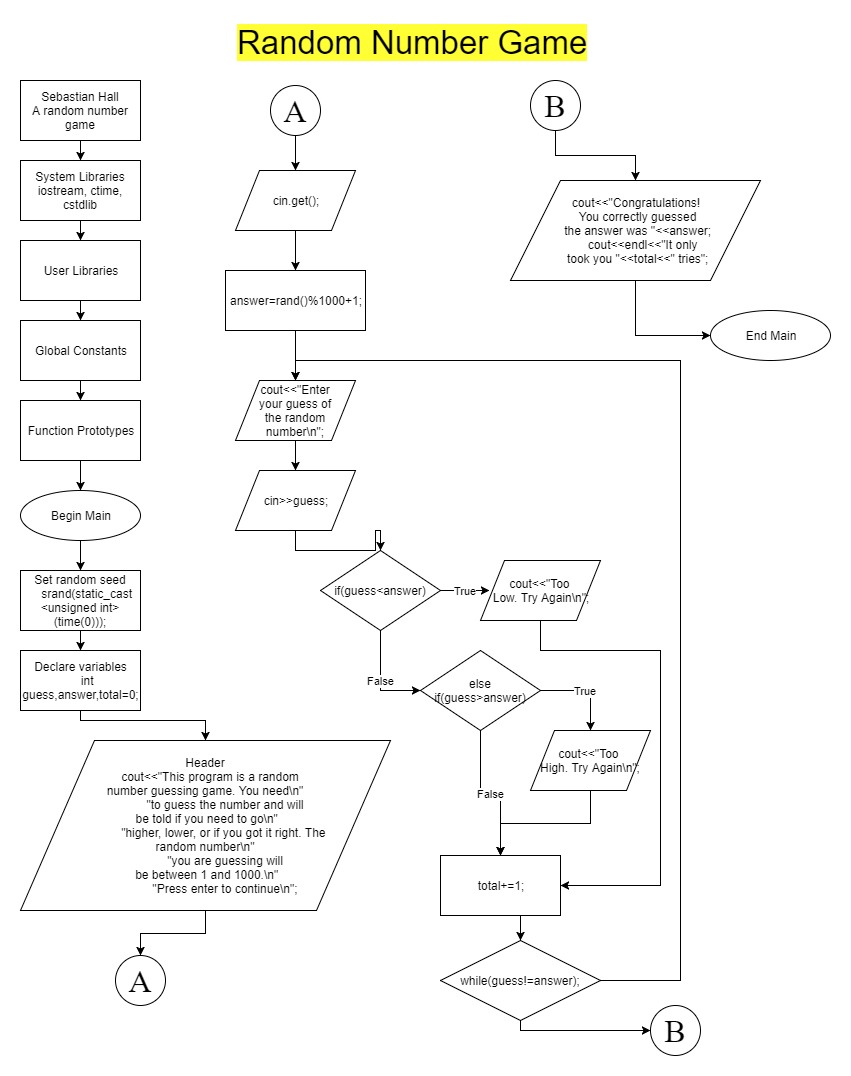 Random Number Game
Sebastian Hall
A random number
game
System Libraries
iostream, ctime,
cstdlib
User Libraries
Global Constants
Function Prototypes
Begin Main
Set random seed
srand(static_cast
<unsigned int>
(time(0)));
Declare variables
int
guess,answer,total=0;
Header
cout<<"This program is a random
number guessing game. You need\n"
"to guess the number and will
be told if you need to go\n"
"higher, lower, or if you got it right. The
random number\n"
"you are guessing will
be between 1 and 1000.\n"
"Press enter to continue\n";
A
A
cin.get();
answer=rand()%1000+1;
cout<<"Enter
your guess of
the random
number\n";
cin>>guess;
if(guess<answer)
True
cout<<"Too
Low. Try Again\n";
False
else
if(guess>answer)
True
cout<<"Too
High. Try Again\n";
False
total+=1;
while(guess!=answer);
B
B
cout<<"Congratulations!
You correctly guessed
the answer was "<<answer;
cout<<endl<<"It only
took you "<<total<<" tries";
End Main